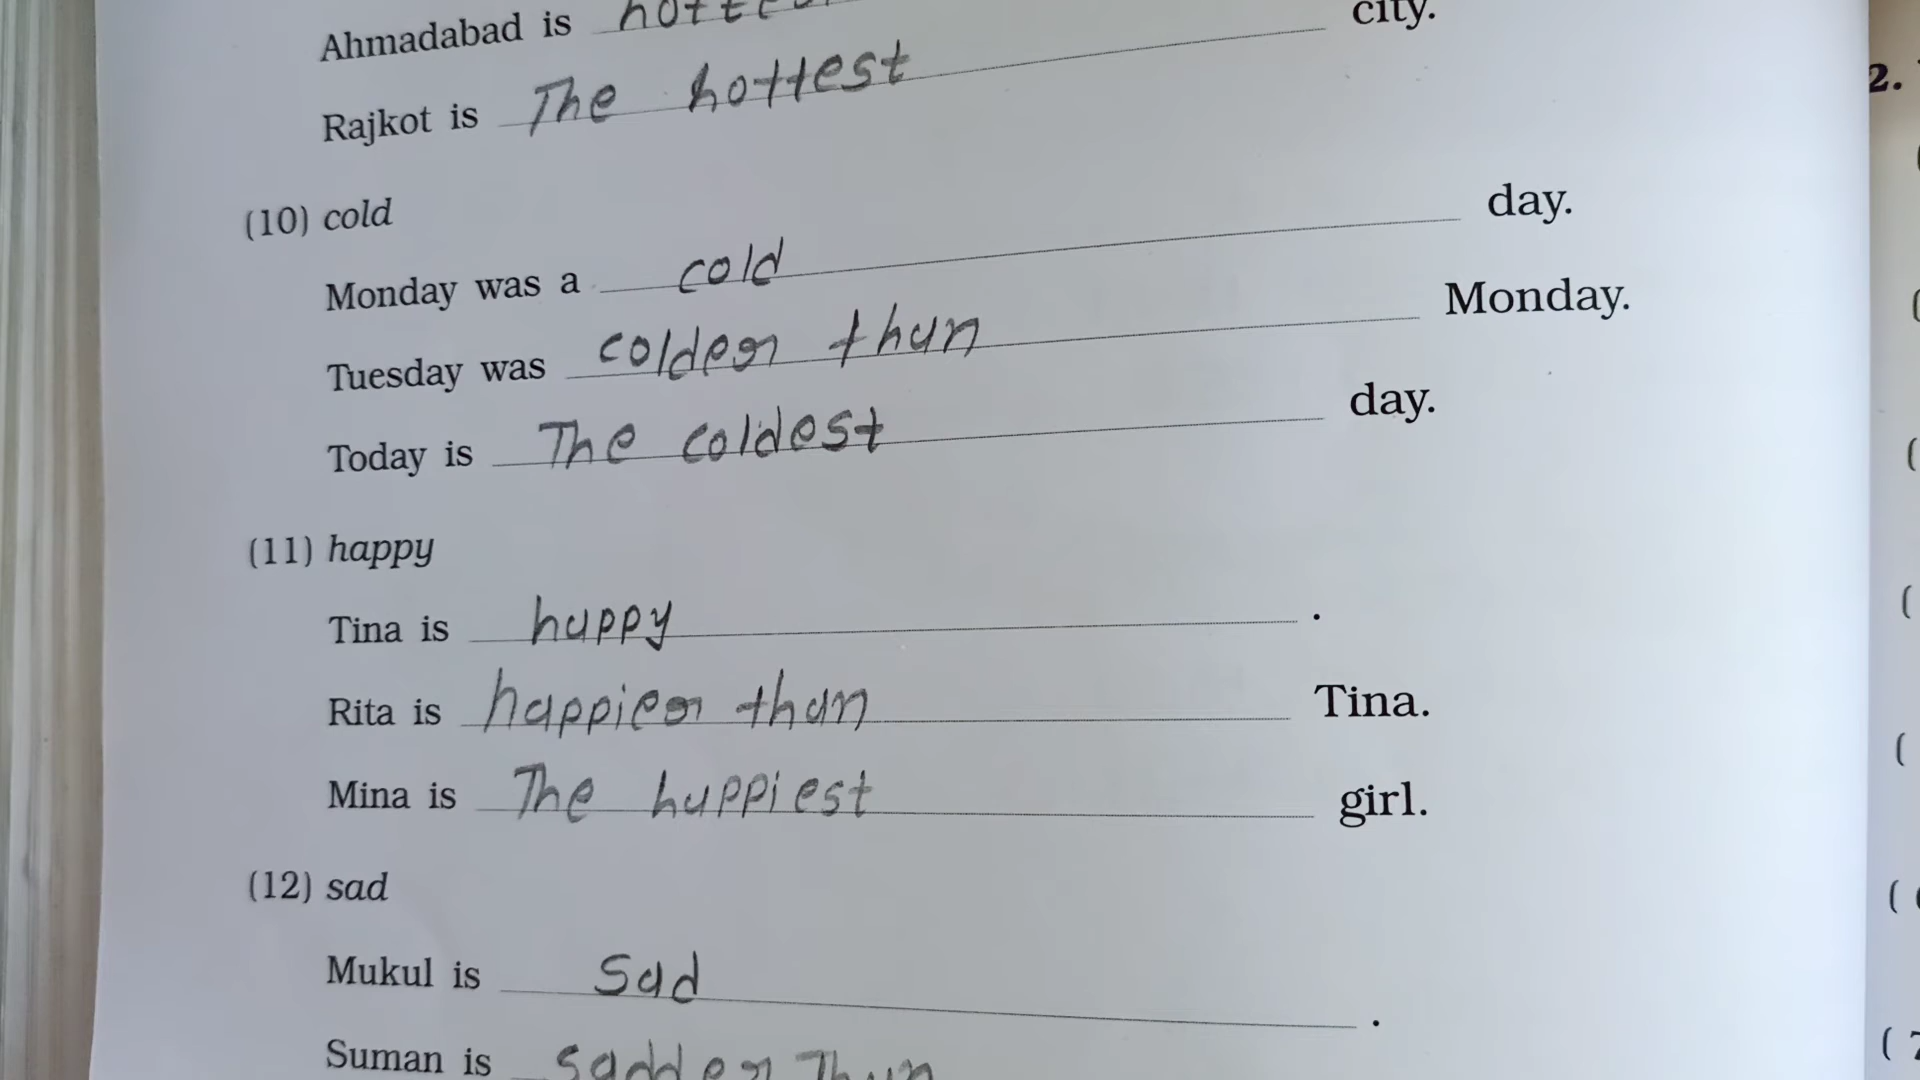 Ahmadabad is city.
Rajkot is The hottest
(10) cold
Monday was a cold day.
Tuesday was colder than Monday.
Today is The coldest day.
(11) happy
Tina is happy .
Rita is happier than Tina.
Mina is The happiest girl.
(12) sad
Mukul is sad .
Suman is sadder Than
2.